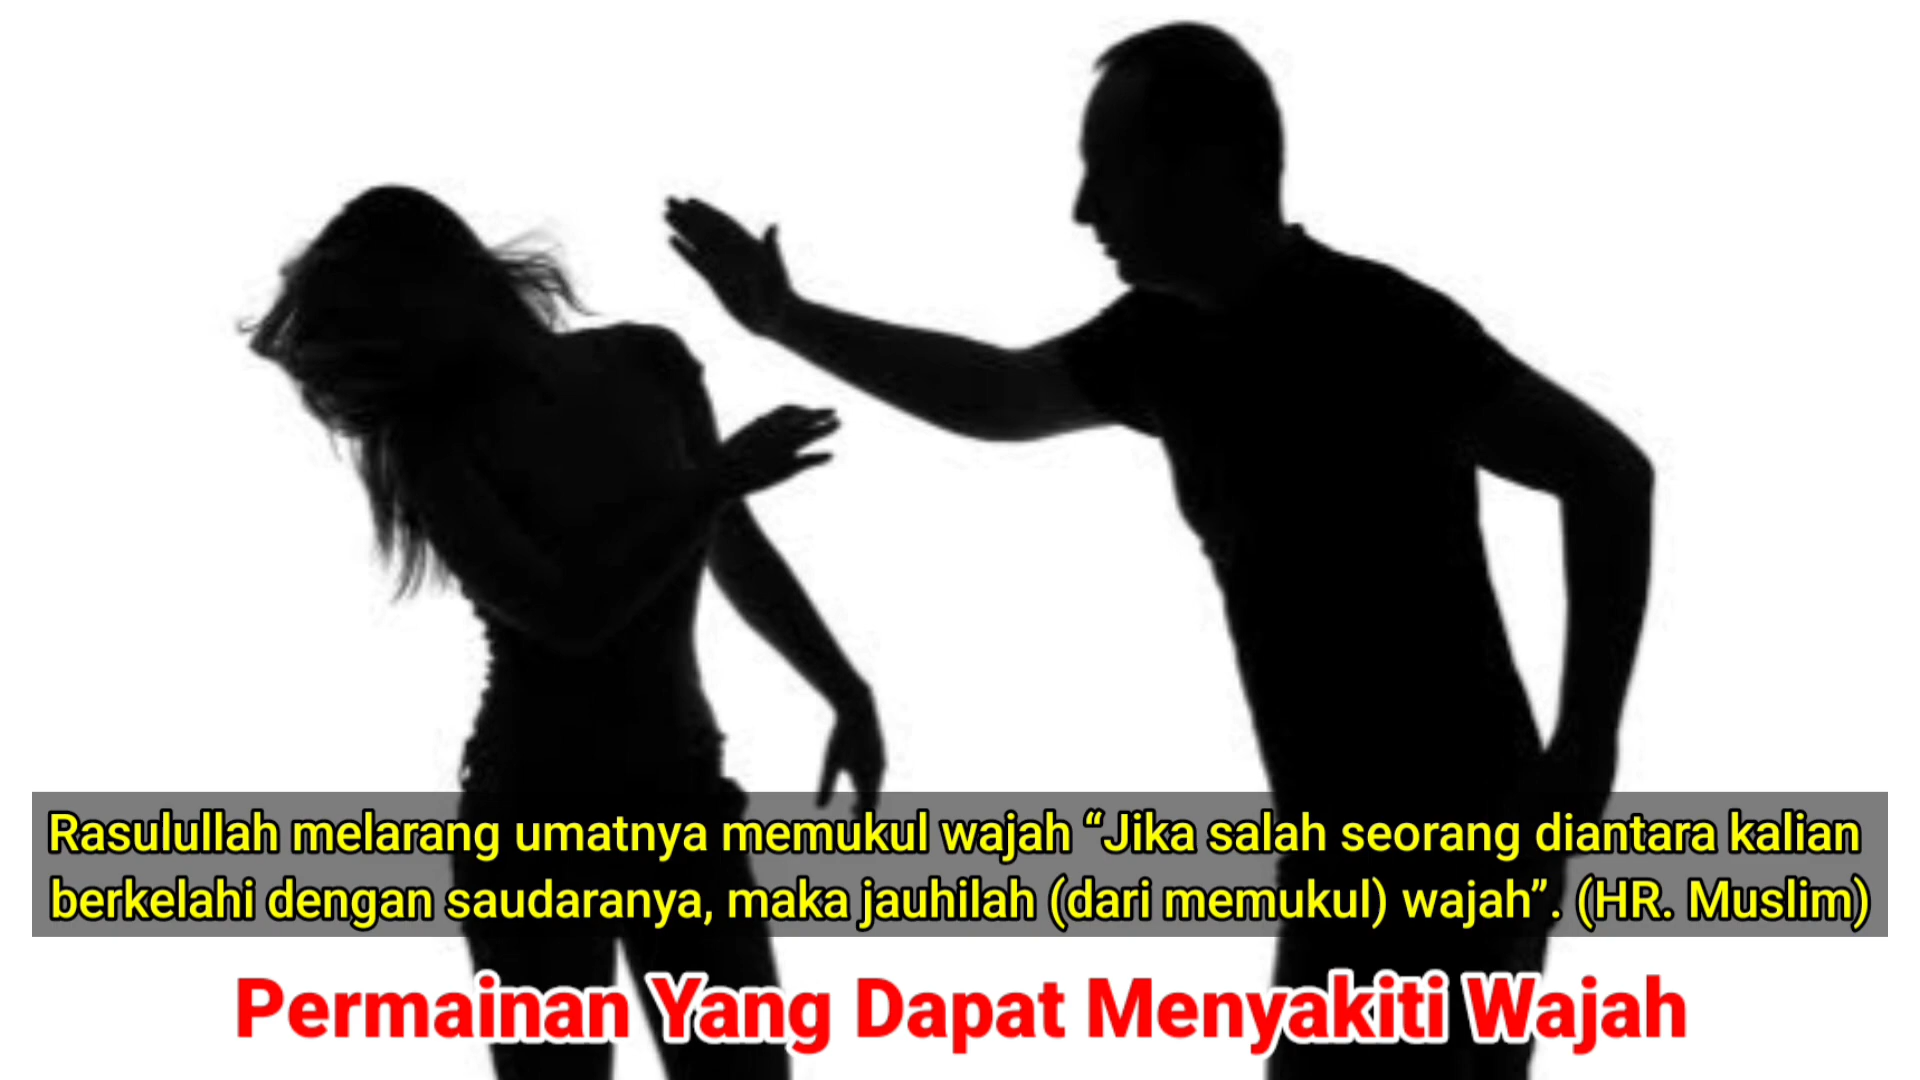 Rasulullah melarang umatnya memukul wajah “Jika salah seorang diantara kalian
berkelahi dengan saudaranya, maka jauhilah (dari memukul) wajah”. (HR. Muslim)
Permainan Yang Dapat Menyakiti Wajah